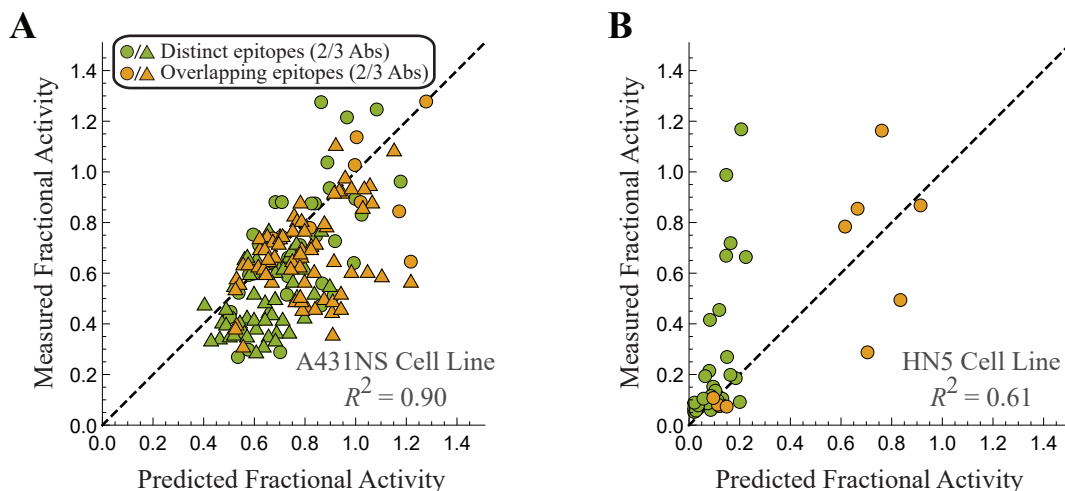 A
B
Distinct epitopes (2/3 Abs)
Overlapping epitopes (2/3 Abs)
Measured Fractional Activity
1.4
1.2
1.0
0.8
0.6
0.4
0.2
0.0
0.0 0.2 0.4 0.6 0.8 1.0 1.2 1.4
Predicted Fractional Activity
A431NS Cell Line
R² = 0.90
Measured Fractional Activity
1.4
1.2
1.0
0.8
0.6
0.4
0.2
0.0
0.0 0.2 0.4 0.6 0.8 1.0 1.2 1.4
Predicted Fractional Activity
HN5 Cell Line
R² = 0.61